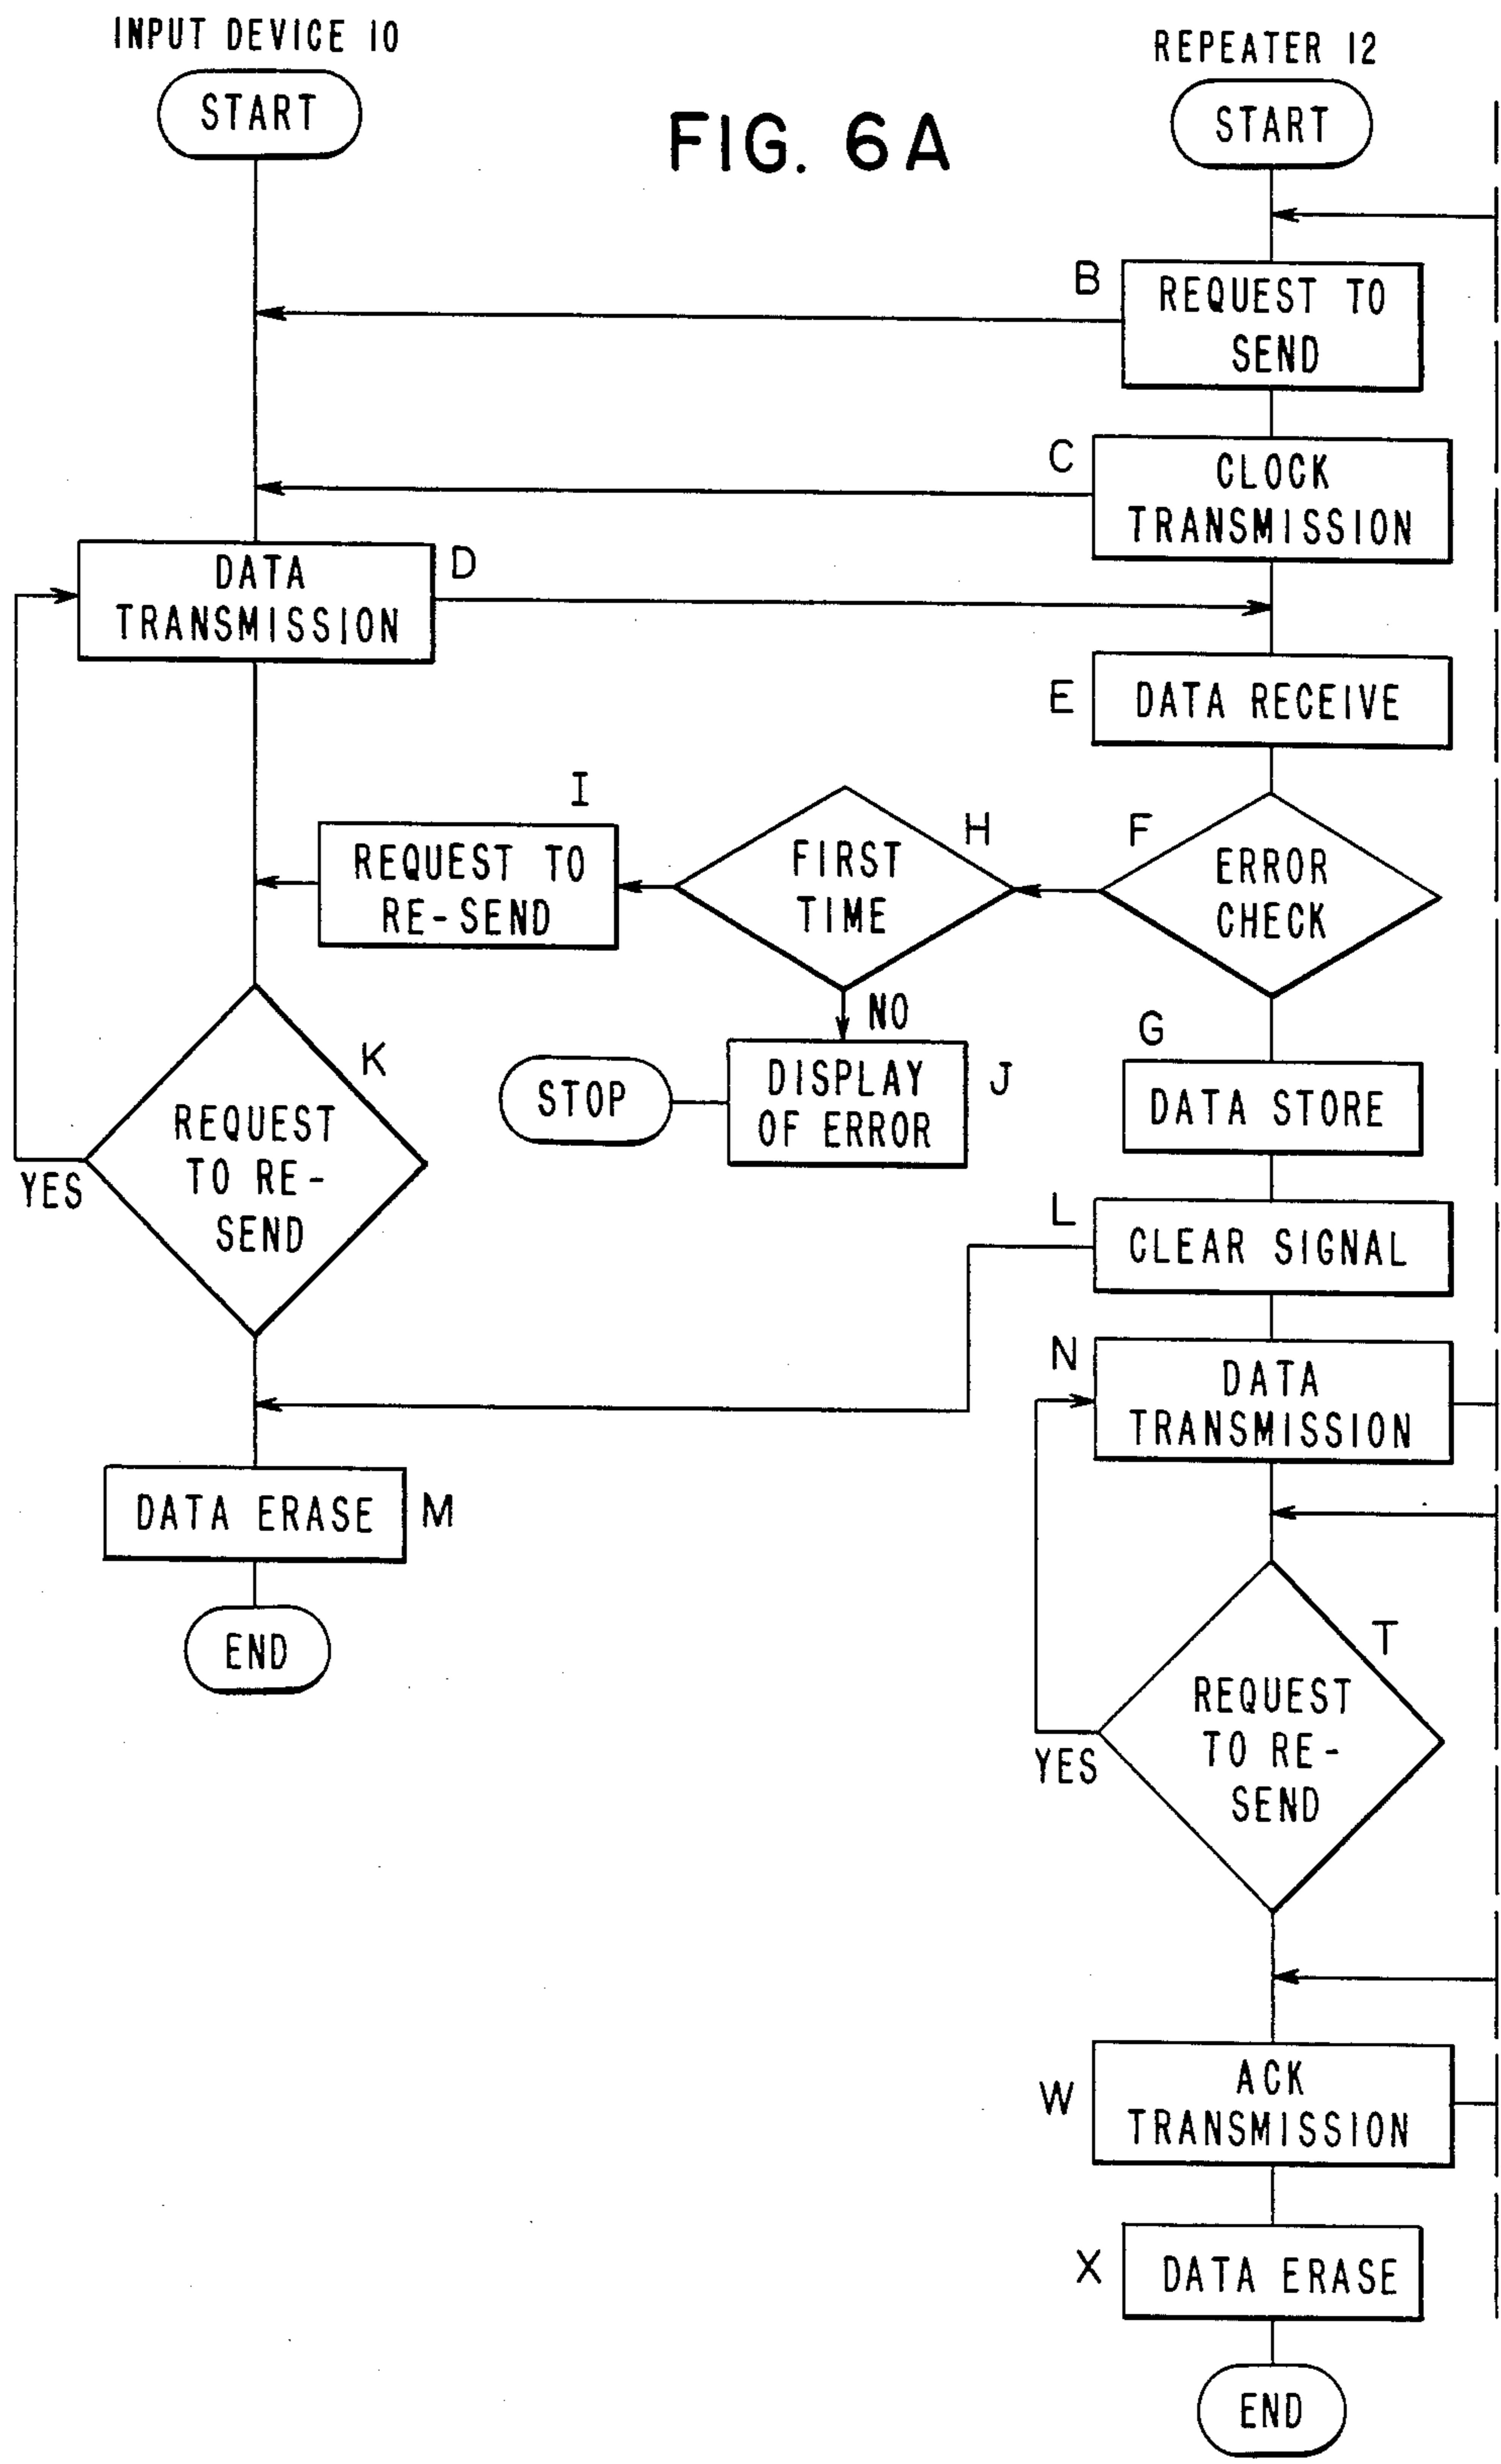 INPUT DEVICE 10
START
FIG. 6A
REPEATER 12
START
B
REQUEST TO
SEND
C
CLOCK
TRANSMISSION
DATA
TRANSMISSION
D
E
DATA RECEIVE
I
REQUEST TO
RE-SEND
H
FIRST
TIME
F
ERROR
CHECK
NO
G
DATA STORE
K
REQUEST
TO RE-
SEND
YES
STOP
DISPLAY
OF ERROR
J
L
CLEAR SIGNAL
N
DATA
TRANSMISSION
DATA ERASE
M
END
T
REQUEST
TO RE-
SEND
YES
W
ACK
TRANSMISSION
X
DATA ERASE
END